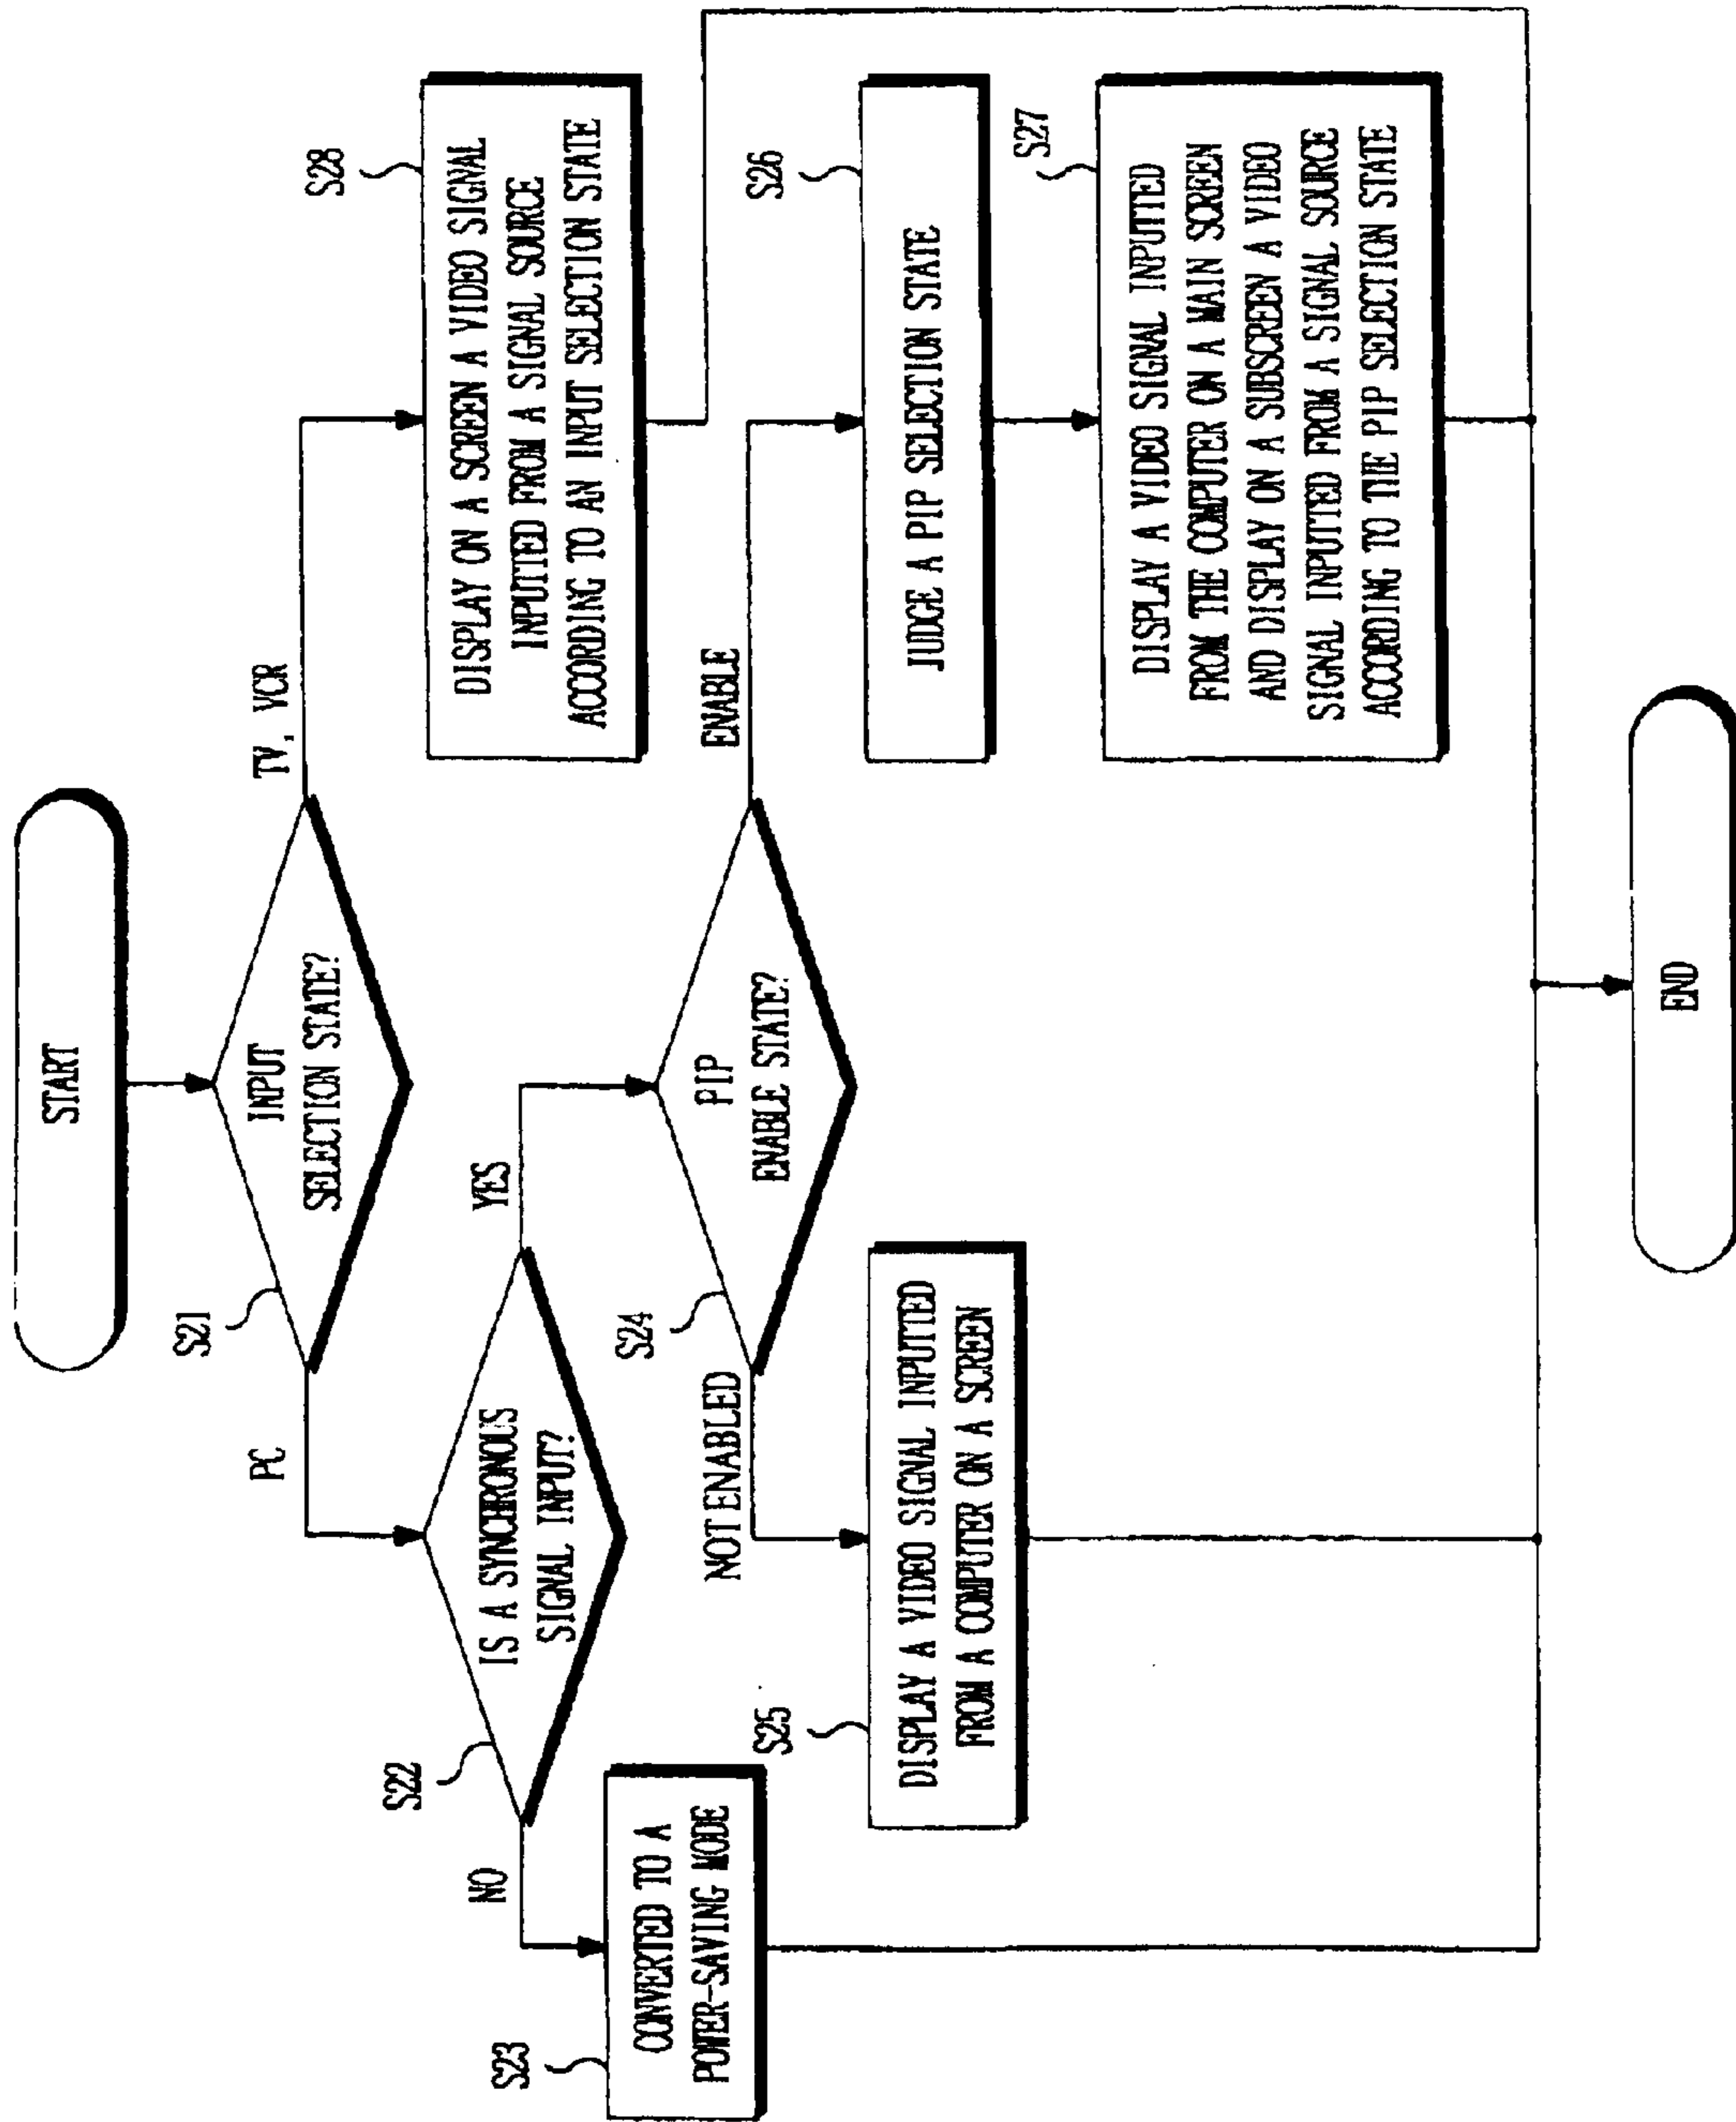 START
INPUT
SELECTION STATE?
S21
PC
TV, VCR
IS A SYNCHRONOUS
SIGNAL INPUT?
S22
NO
YES
DISPLAY ON A SCREEN A VIDEO SIGNAL
INPUTTED FROM A SIGNAL SOURCE
ACCORDING TO AN INPUT SELECTION STATE
S28
CONVERTED TO A
POWER-SAVING MODE
S23
PIP
ENABLE STATE?
S24
NOT ENABLED
ENABLE
DISPLAY A VIDEO SIGNAL INPUTTED
FROM A COMPUTER ON A SCREEN
S25
JUDGE A PIP SELECTION STATE
S26
DISPLAY A VIDEO SIGNAL INPUTTED
FROM THE COMPUTER ON A MAIN SCREEN
AND DISPLAY ON A SUBSCREEN A VIDEO
SIGNAL INPUTTED FROM A SIGNAL SOURCE
ACCORDING TO THE PIP SELECTION STATE
S27
END